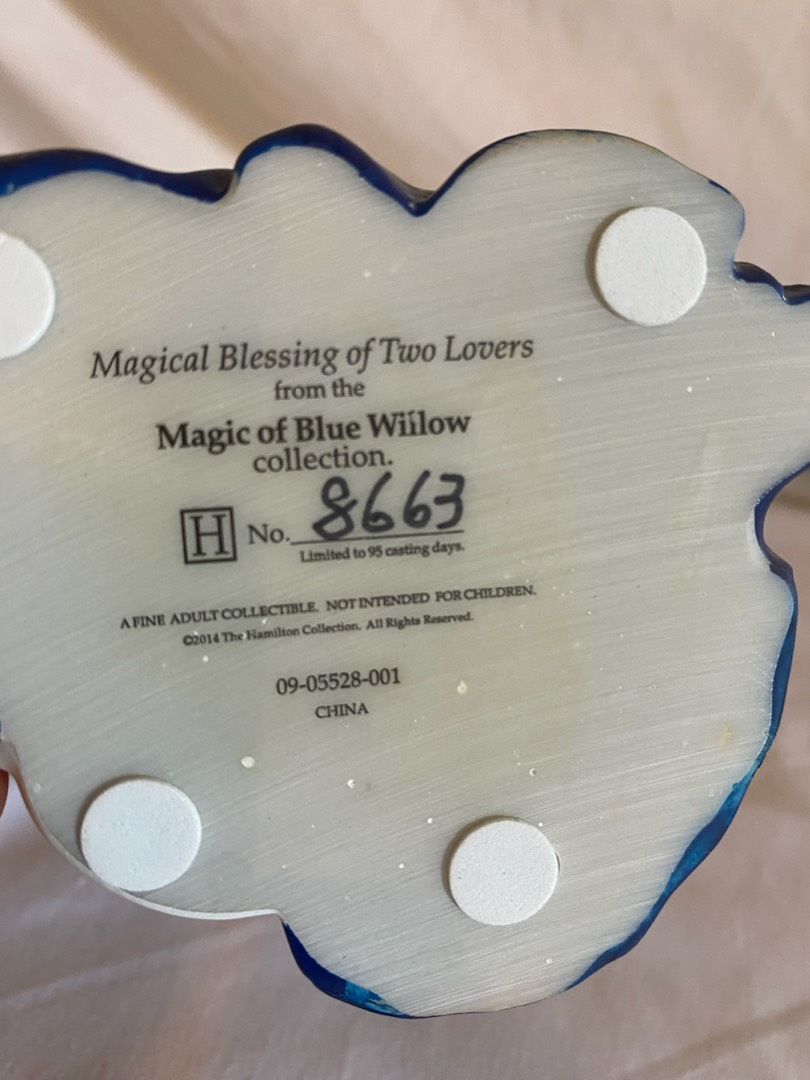 Magical Blessing of Two Lovers
from the
Magic of Blue Willow
collection.
H No. 8663
Limited to 95 casting days.
A FINE ADULT COLLECTIBLE. NOT INTENDED FOR CHILDREN.
©2014 The Hamilton Collection. All Rights Reserved.
09-05528-001
CHINA